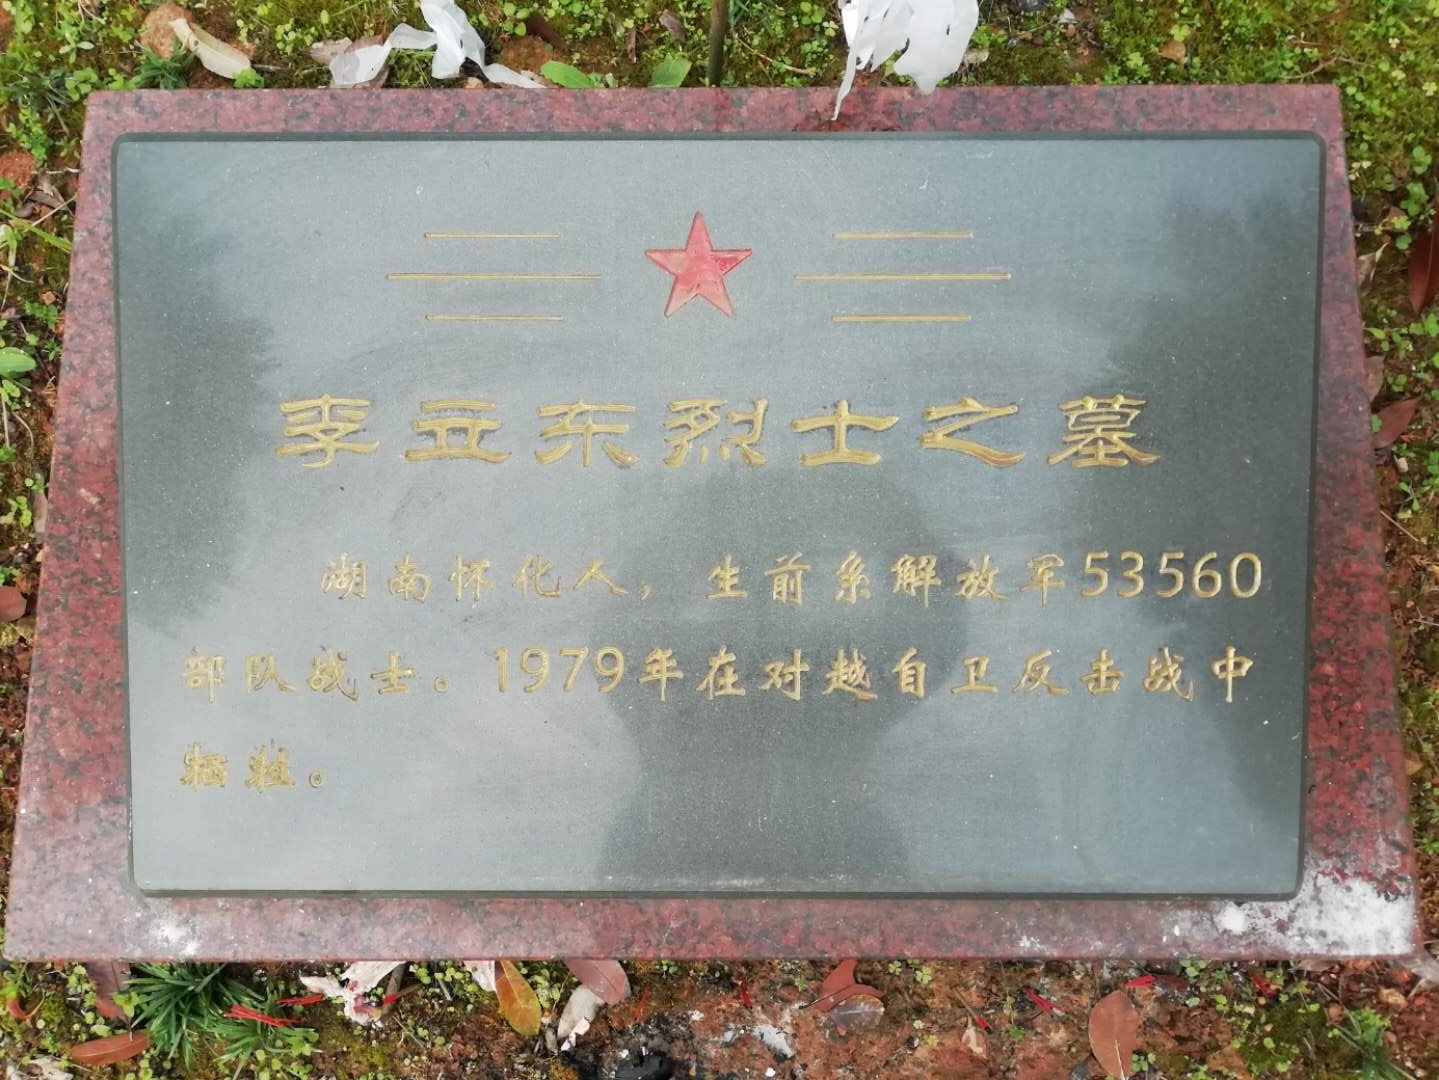 李立东烈士之墓
湖南怀化人，生前系解放军53560
部队战士。1979年在对越自卫反击战中
牺牲。